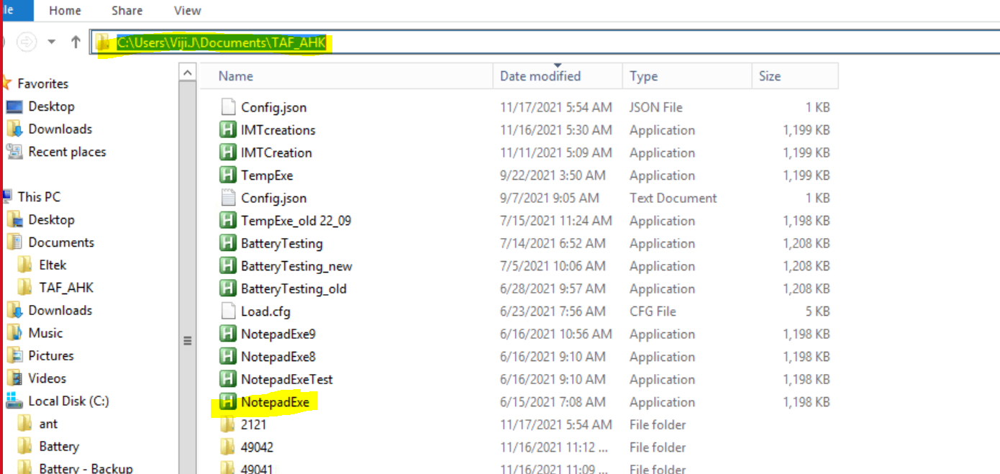 le Home Share View
C:\Users\Viji.J\Documents\TAF_AHK
Name Date modified Type Size
Favorites
Desktop
Downloads
Recent places
This PC
Desktop
Documents
Eltek
TAF_AHK
Downloads
Music
Pictures
Videos
Local Disk (C:)
ant
Battery
Battery - Backup
Config.json 11/17/2021 5:54 AM JSON File 1 KB
IMTcreations 11/16/2021 5:30 AM Application 1,199 KB
IMTCreation 11/11/2021 5:09 AM Application 1,199 KB
TempExe 9/22/2021 3:50 AM Application 1,199 KB
Config.json 9/7/2021 9:05 AM Text Document 1 KB
TempExe_old 22_09 7/15/2021 11:24 AM Application 1,198 KB
BatteryTesting 7/14/2021 6:52 AM Application 1,208 KB
BatteryTesting_new 7/5/2021 10:06 AM Application 1,208 KB
BatteryTesting_old 6/28/2021 9:57 AM Application 1,208 KB
Load.cfg 6/23/2021 7:56 AM CFG File 5 KB
NotepadExe9 6/16/2021 10:56 AM Application 1,198 KB
NotepadExe8 6/16/2021 9:10 AM Application 1,198 KB
NotepadExeTest 6/16/2021 9:10 AM Application 1,198 KB
NotepadExe 6/15/2021 7:08 AM Application 1,198 KB
2121 11/17/2021 5:54 AM File folder
49042 11/16/2021 11:12 ... File folder
49041 11/16/2021 11:09 ... File folder